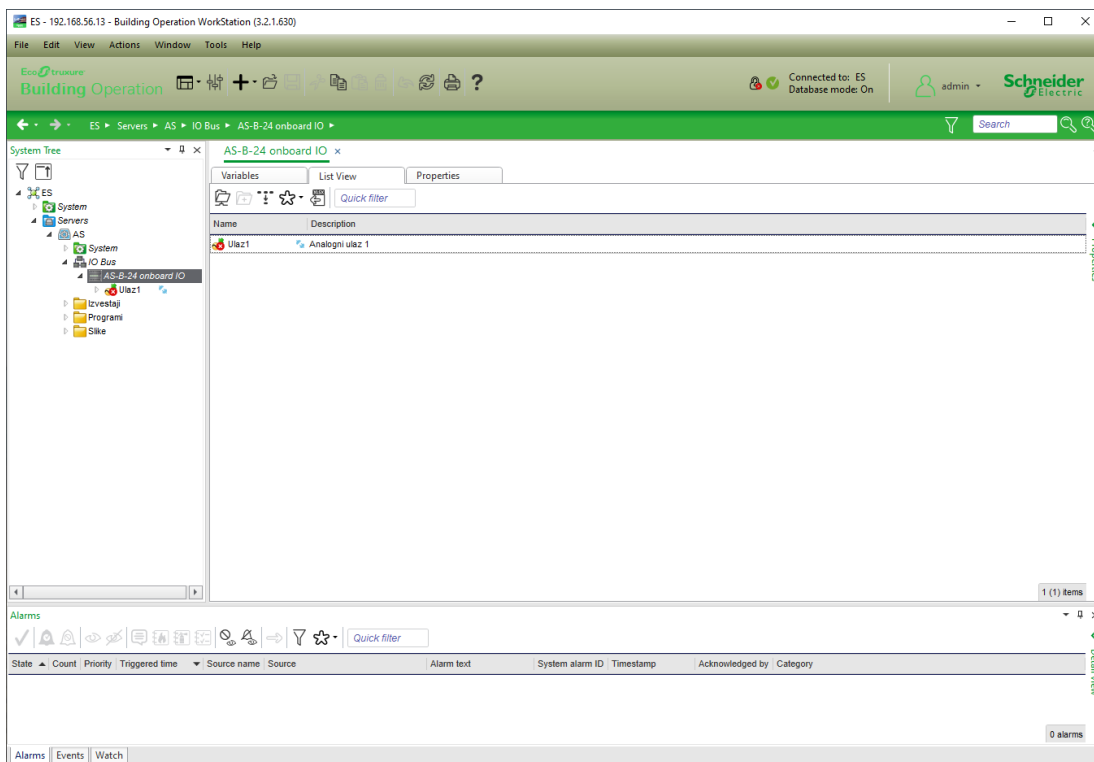 ES - 192.168.56.13 - Building Operation WorkStation (3.2.1.630)
File Edit View Actions Window Tools Help
EcoStruxure
Building Operation
Connected to: ES
Database mode: On
admin
Schneider
Electric
ES ► Servers ► AS ► IO Bus ► AS-B-24 onboard IO ►
Search
System Tree
AS-B-24 onboard IO
Variables List View Properties
Quick filter
ES
System
Servers
AS
System
IO Bus
AS-B-24 onboard IO
Ulaz1
Izvestaji
Programi
Slike
Name Description
Ulaz1 Analogni ulaz 1
Properties
1 (1) items
Alarms
Quick filter
State Count Priority Triggered time Source name Source Alarm text System alarm ID Timestamp Acknowledged by Category
Detail view
0 alarms
Alarms Events Watch